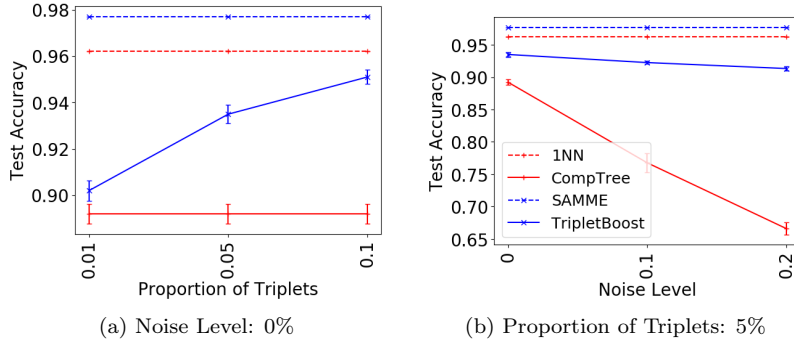 0.98
0.96
0.94
0.92
0.90
Test Accuracy
0.01
0.05
0.1
Proportion of Triplets
(a) Noise Level: 0%
0.95
0.90
0.85
0.80
0.75
0.70
0.65
Test Accuracy
1NN
CompTree
SAMME
TripletBoost
0
0.1
0.2
Noise Level
(b) Proportion of Triplets: 5%